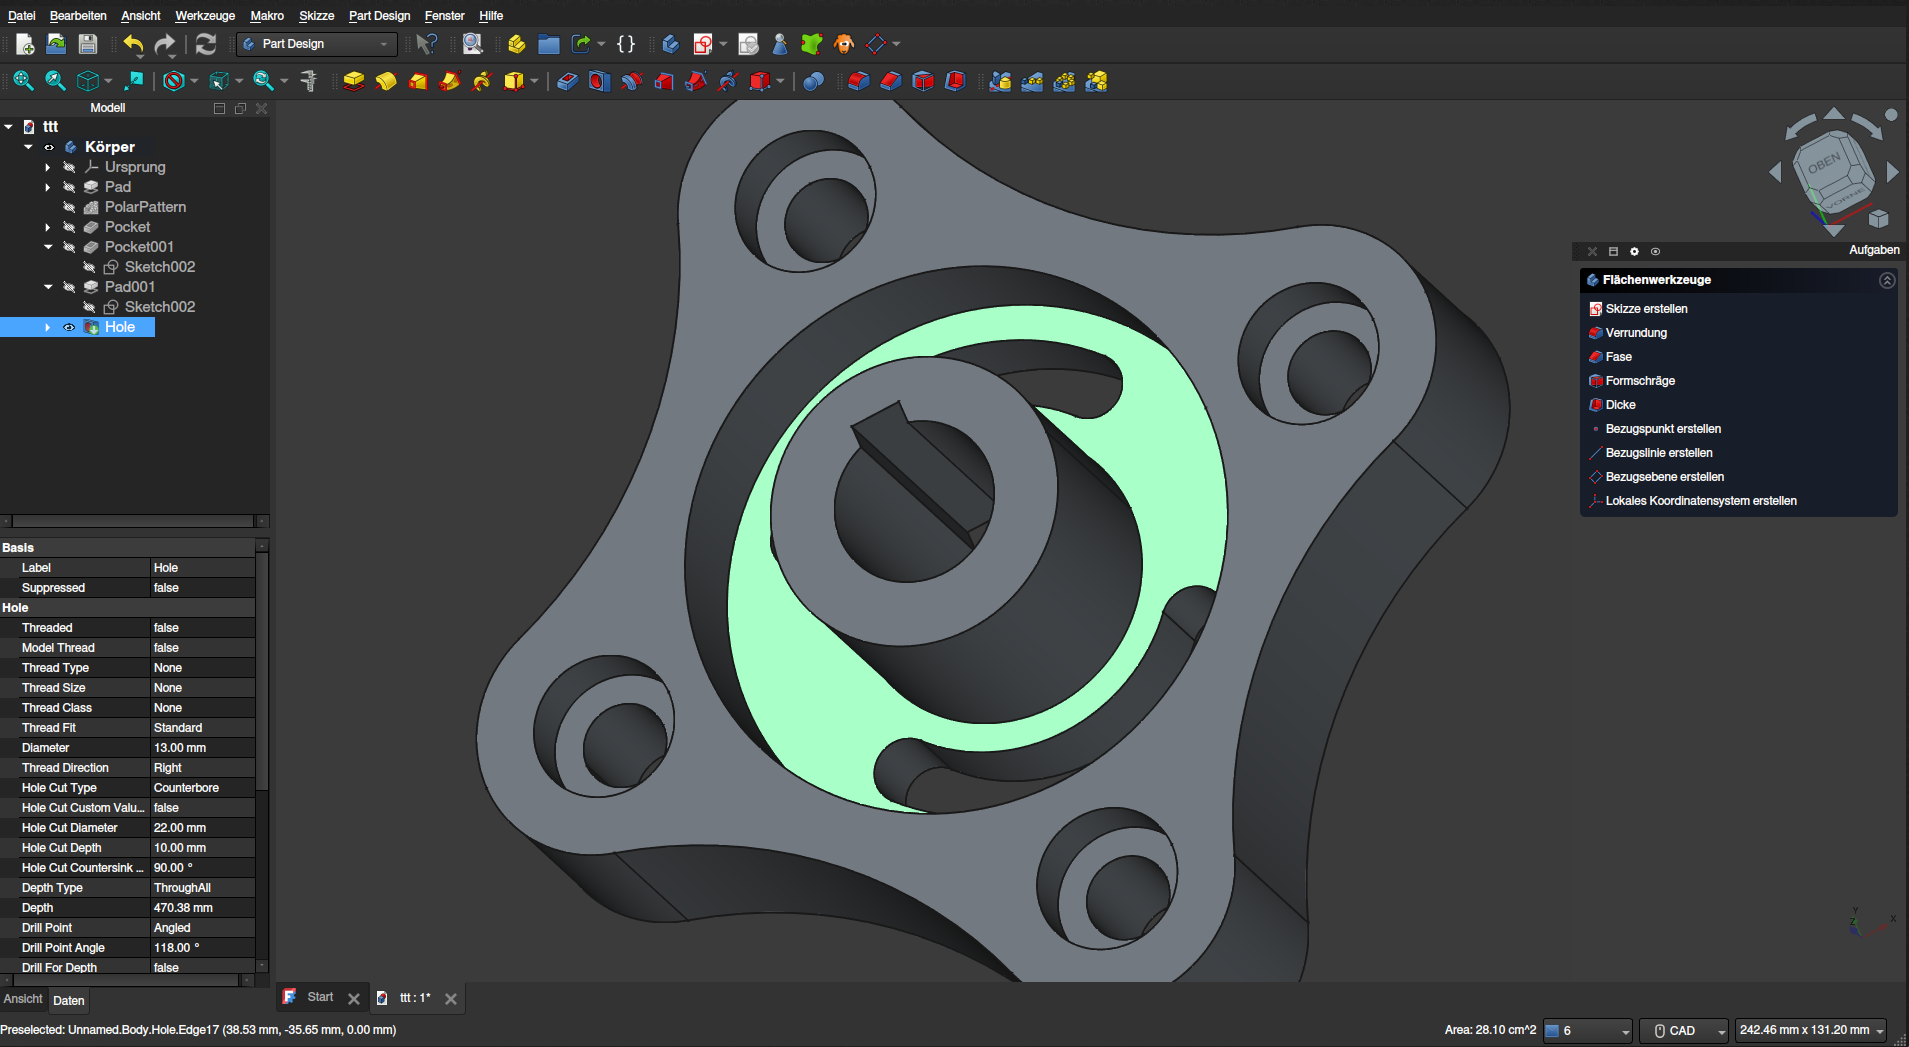 Datei Bearbeiten Ansicht Werkzeuge Makro Skizze Part Design Fenster Hilfe
Part Design
Modell
ttt
Körper
Ursprung
Pad
PolarPattern
Pocket
Pocket001
Sketch002
Pad001
Sketch002
Hole
OBEN
VORNE
Aufgaben
Flächenwerkzeuge
Skizze erstellen
Verrundung
Fase
Formschräge
Dicke
Bezugspunkt erstellen
Bezugslinie erstellen
Bezugsebene erstellen
Lokales Koordinatensystem erstellen
Basis
Label Hole
Suppressed false
Hole
Threaded false
Model Thread false
Thread Type None
Thread Size None
Thread Class None
Thread Fit Standard
Diameter 13.00 mm
Thread Direction Right
Hole Cut Type Counterbore
Hole Cut Custom Valu... false
Hole Cut Diameter 22.00 mm
Hole Cut Depth 10.00 mm
Hole Cut Countersink ... 90.00 °
Depth Type ThroughAll
Depth 470.38 mm
Drill Point Angled
Drill Point Angle 118.00 °
Drill For Depth false
Y
Z X
Ansicht Daten
Start ttt : 1*
Preselected: Unnamed.Body.Hole.Edge17 (38.53 mm, -35.65 mm, 0.00 mm)
Area: 28.10 cm^2 6 CAD 242.46 mm x 131.20 mm